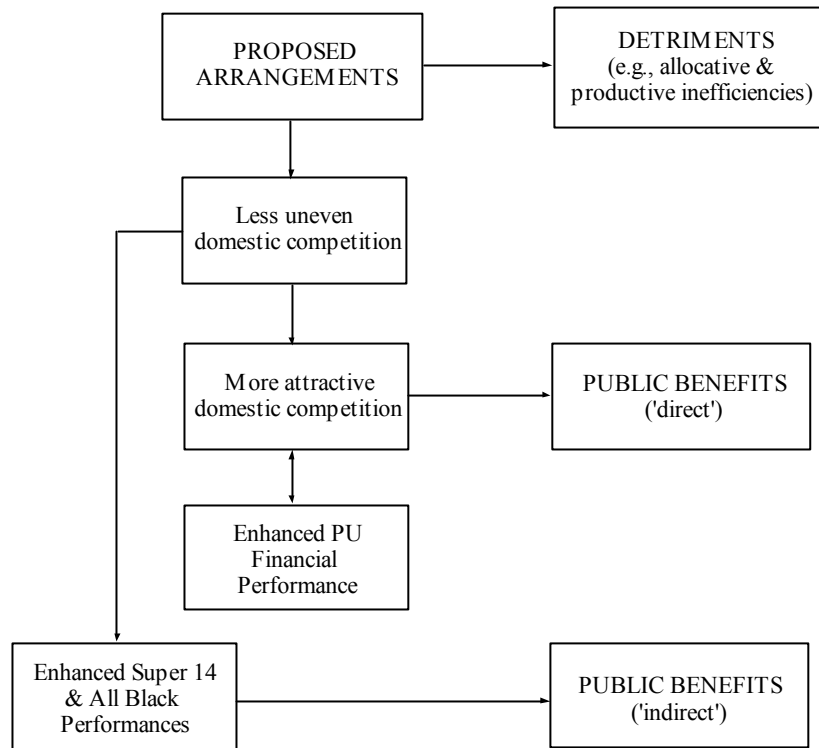 PROPOSED
ARRANGEMENTS
DETRIMENTS
(e.g., allocative &
productive inefficiencies)
Less uneven
domestic competition
More attractive
domestic competition
PUBLIC BENEFITS
('direct')
Enhanced PU
Financial
Performance
Enhanced Super 14
& All Black
Performances
PUBLIC BENEFITS
('indirect')